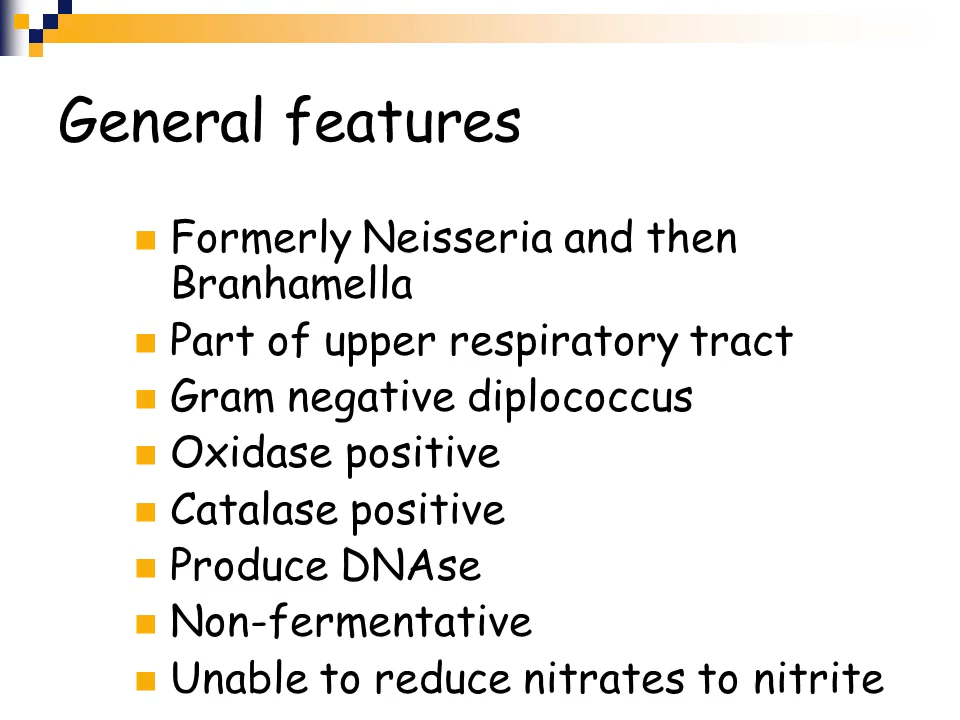 General features
Formerly Neisseria and then
Branhamella
Part of upper respiratory tract
Gram negative diplococcus
Oxidase positive
Catalase positive
Produce DNAse
Non-fermentative
Unable to reduce nitrates to nitrite